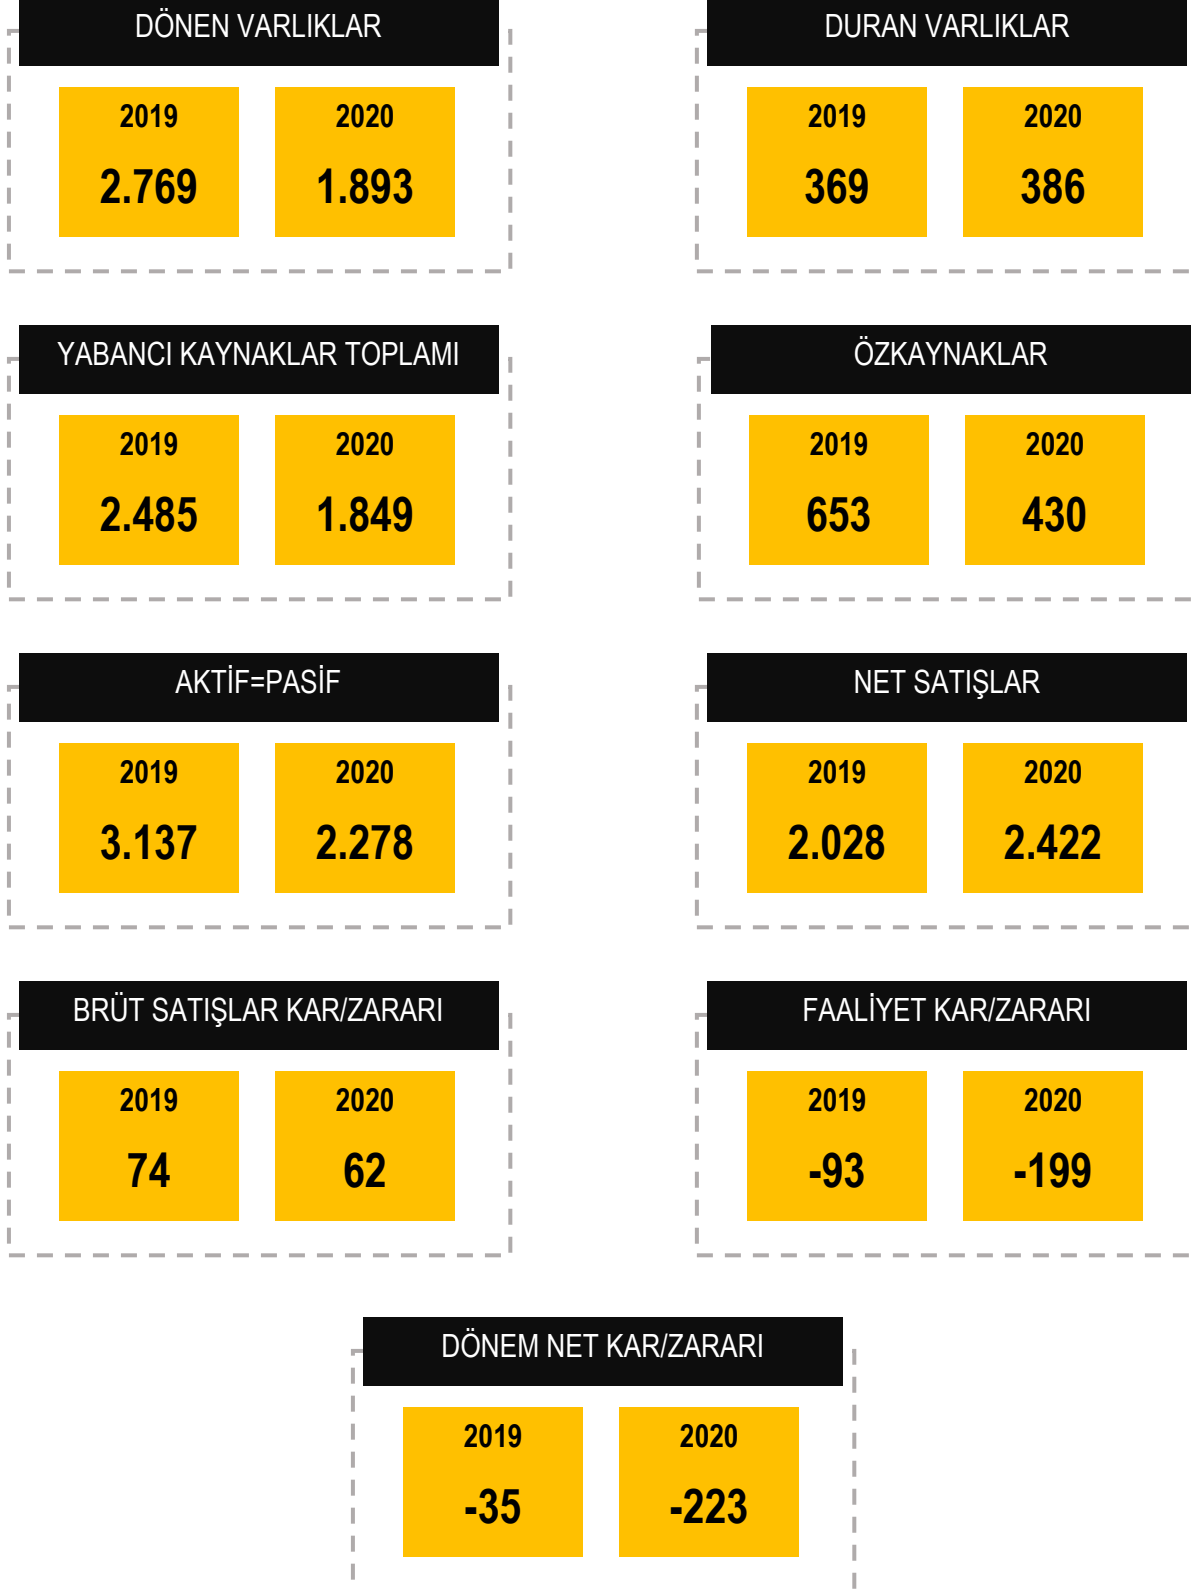 DÖNEN VARLIKLAR
2019 2020
2.769 1.893
DURAN VARLIKLAR
2019 2020
369 386
YABANCI KAYNAKLAR TOPLAMI
2019 2020
2.485 1.849
ÖZKAYNAKLAR
2019 2020
653 430
AKTİF=PASİF
2019 2020
3.137 2.278
NET SATIŞLAR
2019 2020
2.028 2.422
BRÜT SATIŞLAR KAR/ZARARI
2019 2020
74 62
FAALİYET KAR/ZARARI
2019 2020
-93 -199
DÖNEM NET KAR/ZARARI
2019 2020
-35 -223